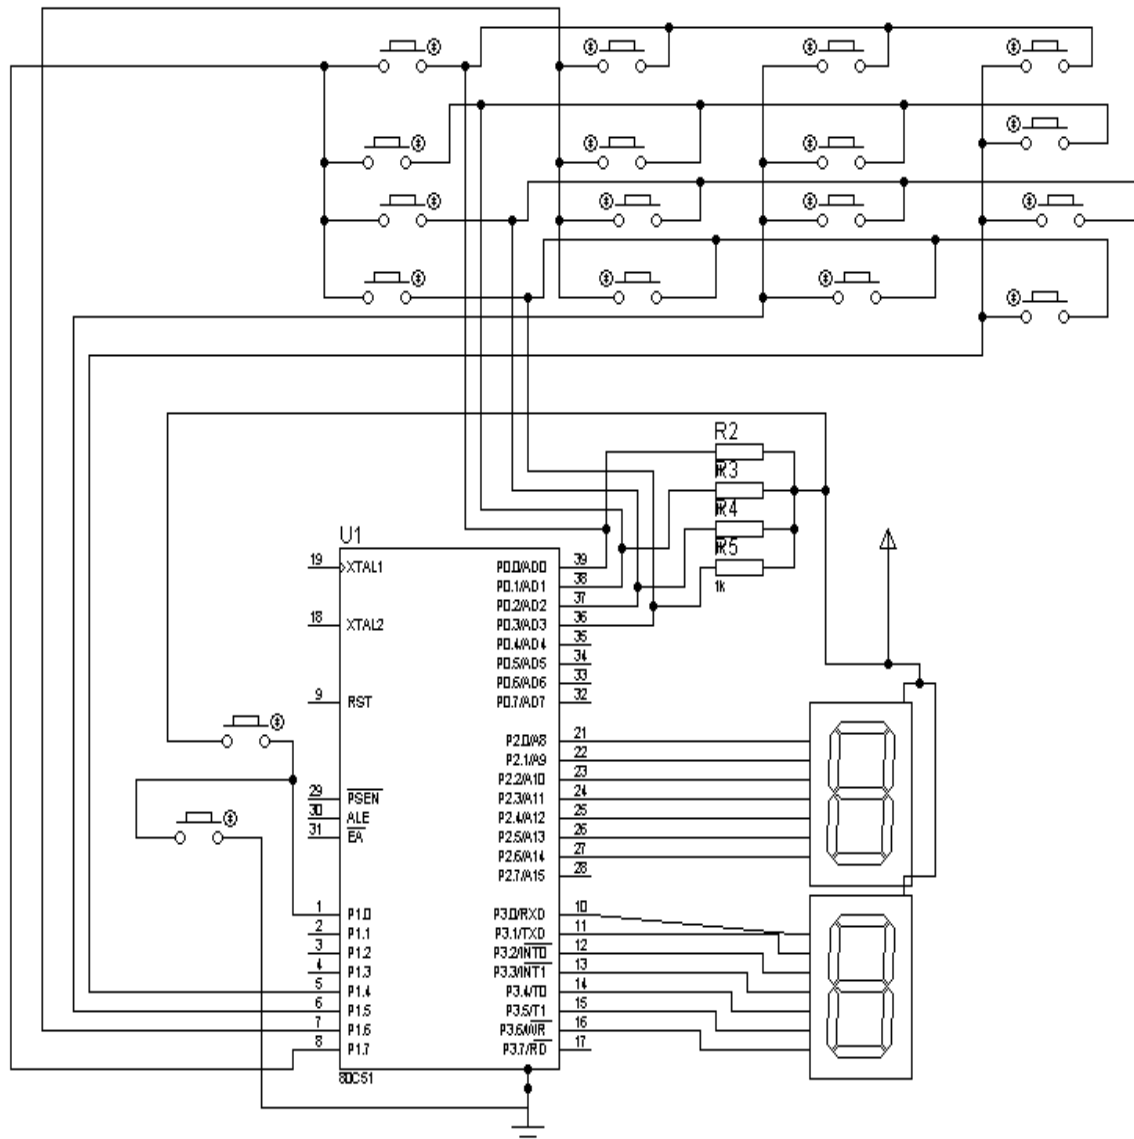 R2
R3
R4
R5
1k
U1
19
XTAL1
18
XTAL2
9
RST
29
PSEN
30
ALE
31
EA
1
P1.0
2
P1.1
3
P1.2
4
P1.3
5
P1.4
6
P1.5
7
P1.6
8
P1.7
80C51
P0.0/AD0
39
P0.1/AD1
38
P0.2/AD2
37
P0.3/AD3
36
P0.4/AD4
35
P0.5/AD5
34
P0.6/AD6
33
P0.7/AD7
32
P2.0/A8
21
P2.1/A9
22
P2.2/A10
23
P2.3/A11
24
P2.4/A12
25
P2.5/A13
26
P2.6/A14
27
P2.7/A15
28
P3.0/RXD
10
P3.1/TXD
11
P3.2/INT0
12
P3.3/INT1
13
P3.4/T0
14
P3.5/T1
15
P3.6/WR
16
P3.7/RD
17